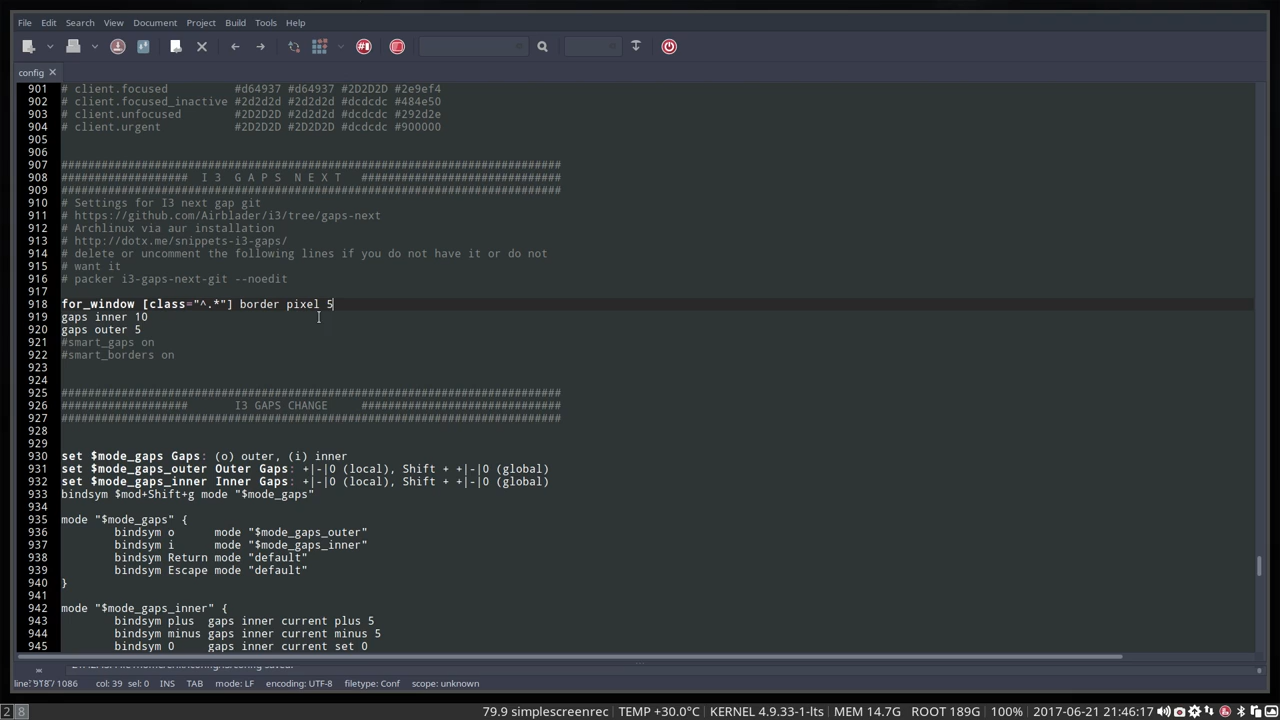 File Edit Search View Document Project Build Tools Help
config
901 # client.focused          #d64937 #d64937 #2D2D2D #2e9ef4
902 # client.focused_inactive #2d2d2d #2d2d2d #dcdcdc #484e50
903 # client.unfocused        #2D2D2D #2D2D2D #dcdcdc #292d2e
904 # client.urgent           #2D2D2D #2D2D2D #dcdcdc #900000
905
906
907 ###########################################################################
908 ###################  I 3  G A P S  N E X T   ##############################
909 ###########################################################################
910 # Settings for I3 next gap git
911 # https://github.com/Airblader/i3/tree/gaps-next
912 # Archlinux via aur installation
913 # http://dotx.me/snippets-i3-gaps/
914 # delete or uncomment the following lines if you do not have it or do not
915 # want it
916 # packer i3-gaps-next-git --noedit
917
918 for_window [class="^.*"] border pixel 5
919 gaps inner 10
920 gaps outer 5
921 #smart_gaps on
922 #smart_borders on
923
924
925 ###########################################################################
926 ###################       I3 GAPS CHANGE     ##############################
927 ###########################################################################
928
929
930 set $mode_gaps Gaps: (o) outer, (i) inner
931 set $mode_gaps_outer Outer Gaps: +|-|0 (local), Shift + +|-|0 (global)
932 set $mode_gaps_inner Inner Gaps: +|-|0 (local), Shift + +|-|0 (global)
933 bindsym $mod+Shift+g mode "$mode_gaps"
934
935 mode "$mode_gaps" {
936         bindsym o      mode "$mode_gaps_outer"
937         bindsym i      mode "$mode_gaps_inner"
938         bindsym Return mode "default"
939         bindsym Escape mode "default"
940 }
941
942 mode "$mode_gaps_inner" {
943         bindsym plus  gaps inner current plus 5
944         bindsym minus gaps inner current minus 5
945         bindsym 0     gaps inner current set 0
line: 918 / 1086 col: 39 sel: 0 INS TAB mode: LF encoding: UTF-8 filetype: Conf scope: unknown
2 8 79.9 simplescreenrec | TEMP +30.0°C | KERNEL 4.9.33-1-lts | MEM 14.7G | ROOT 189G | 100% | 2017-06-21 21:46:17